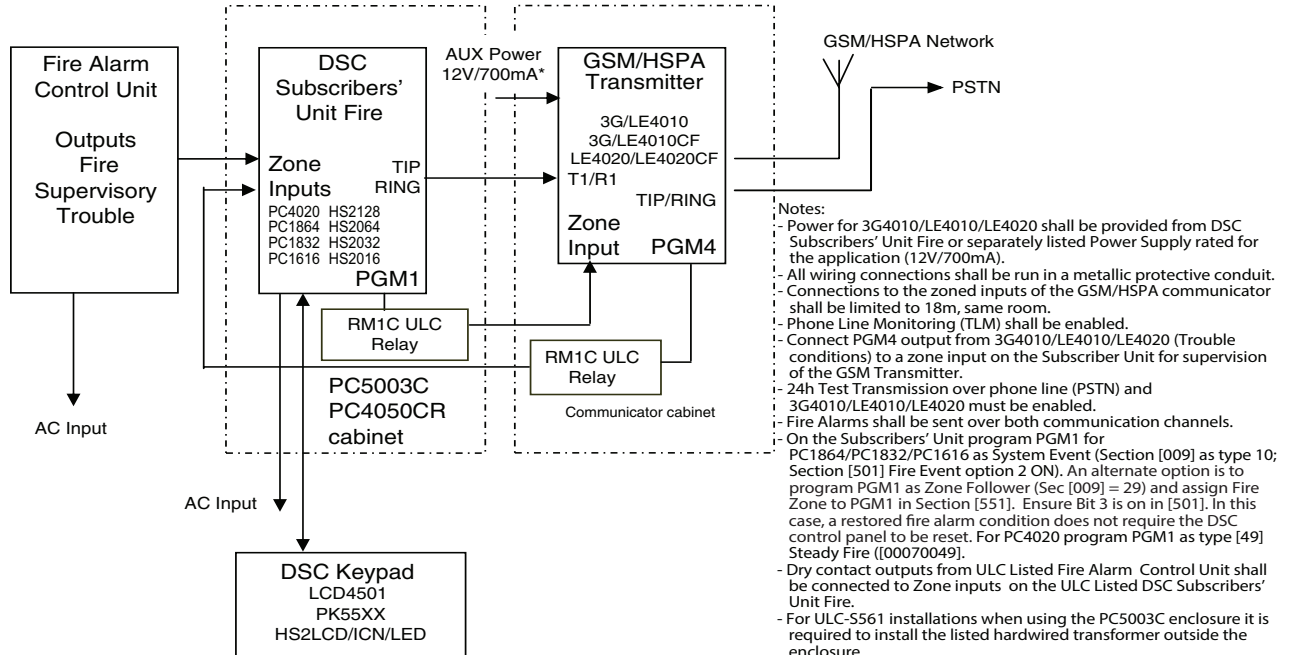 Fire Alarm
Control Unit
Outputs
Fire
Supervisory
Trouble
AC Input
DSC
Subscribers'
Unit Fire
Zone
Inputs
TIP
RING
PC4020 HS2128
PC1864 HS2064
PC1832 HS2032
PC1616 HS2016
PGM1
RM1C ULC
Relay
PC5003C
PC4050CR
cabinet
AC Input
DSC Keypad
LCD4501
PK55XX
HS2LCD/ICN/LED
AUX Power
12V/700mA*
GSM/HSPA
Transmitter
3G/LE4010
3G/LE4010CF
LE4020/LE4020CF
T1/R1
TIP/RING
Zone
Input
PGM4
RM1C ULC
Relay
Communicator cabinet
GSM/HSPA Network
PSTN
Notes:
- Power for 3G4010/LE4010/LE4020 shall be provided from DSC
Subscribers' Unit Fire or separately listed Power Supply rated for
the application (12V/700mA).
- All wiring connections shall be run in a metallic protective conduit.
- Connections to the zoned inputs of the GSM/HSPA communicator
shall be limited to 18m, same room.
- Phone Line Monitoring (TLM) shall be enabled.
- Connect PGM4 output from 3G4010/LE4010/LE4020 (Trouble
conditions) to a zone input on the Subscriber Unit for supervision
of the GSM Transmitter.
- 24h Test Transmission over phone line (PSTN) and
3G4010/LE4010/LE4020 must be enabled.
- Fire Alarms shall be sent over both communication channels.
- On the Subscribers' Unit program PGM1 for
PC1864/PC1832/PC1616 as System Event (Section [009] as type 10;
Section [501] Fire Event option 2 ON). An alternate option is to
program PGM1 as Zone Follower (Sec [009] = 29) and assign Fire
Zone to PGM1 in Section [551]. Ensure Bit 3 is on in [501]. In this
case, a restored fire alarm condition does not require the DSC
control panel to be reset. For PC4020 program PGM1 as type [49]
Steady Fire ([00070049].
- Dry contact outputs from ULC Listed Fire Alarm Control Unit shall
be connected to Zone inputs on the ULC Listed DSC Subscribers'
Unit Fire.
- For ULC-S561 installations when using the PC5003C enclosure it is
required to install the listed hardwired transformer outside the
enclosure